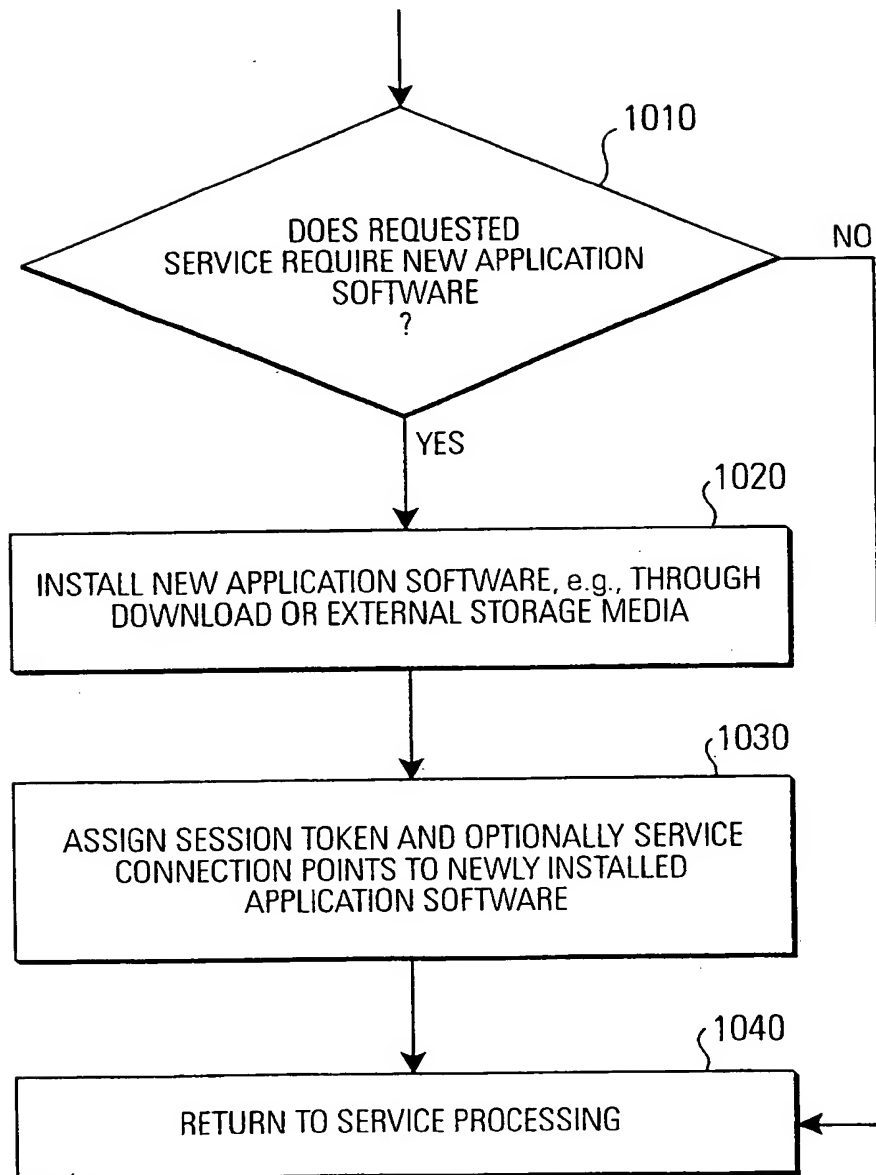 1010
DOES REQUESTED
SERVICE REQUIRE NEW APPLICATION
SOFTWARE
?
NO
YES
1020
INSTALL NEW APPLICATION SOFTWARE, e.g., THROUGH
DOWNLOAD OR EXTERNAL STORAGE MEDIA
1030
ASSIGN SESSION TOKEN AND OPTIONALLY SERVICE
CONNECTION POINTS TO NEWLY INSTALLED
APPLICATION SOFTWARE
1040
RETURN TO SERVICE PROCESSING